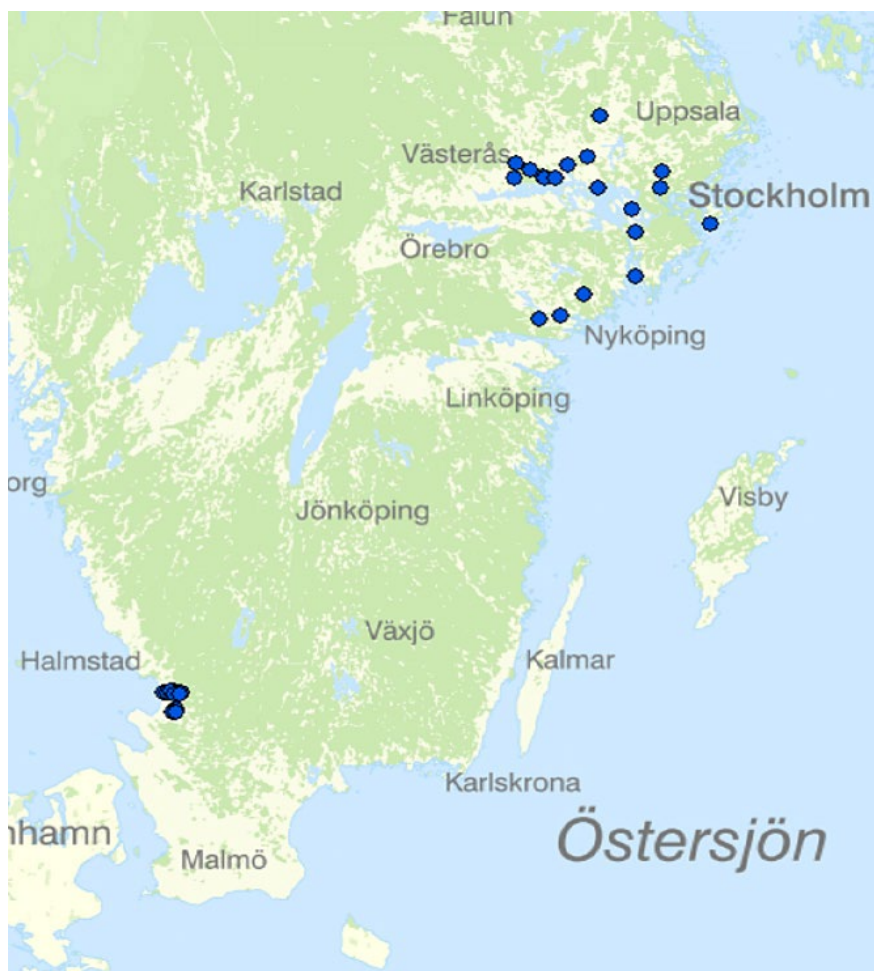 Falun
Uppsala
Västerås
Karlstad
Stockholm
Örebro
Nyköping
Linköping
org
Visby
Jönköping
Växjö
Halmstad
Kalmar
Karlskrona
nhamn
Östersjön
Malmö